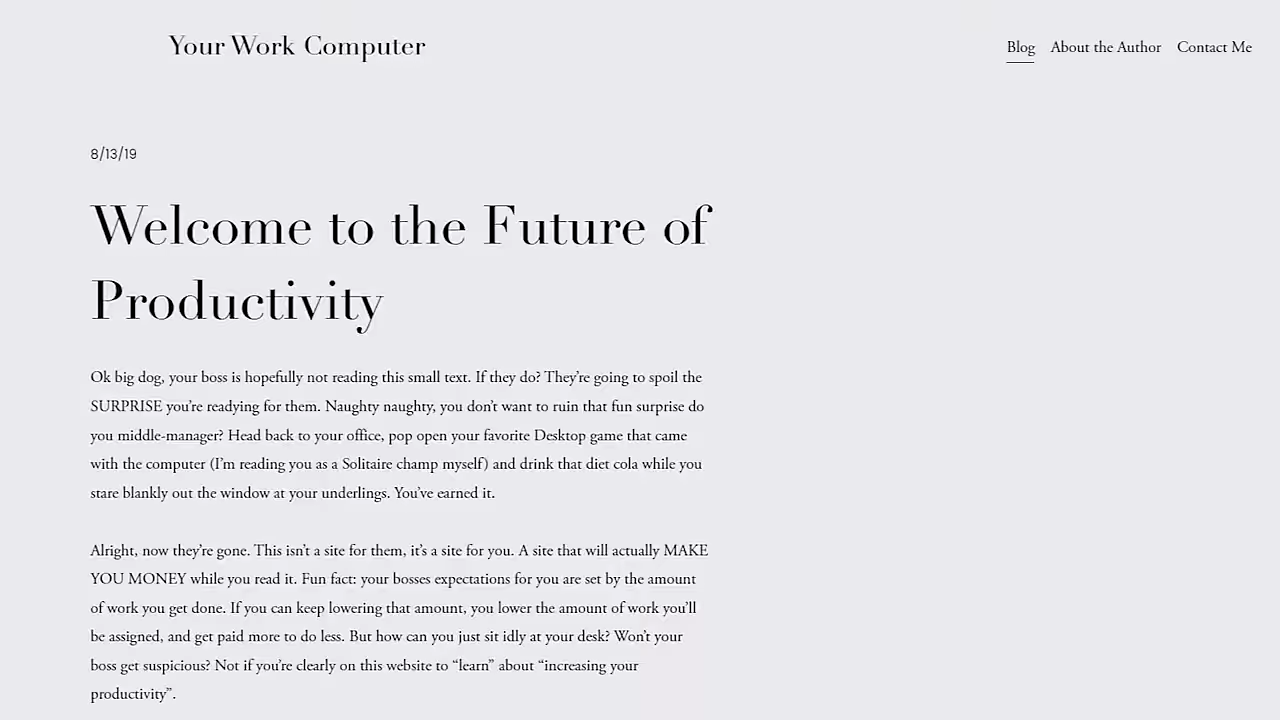 Your Work Computer
Blog About the Author Contact Me
8/13/19
Welcome to the Future of
Productivity
Ok big dog, your boss is hopefully not reading this small text. If they do? They're going to spoil the
SURPRISE you're readying for them. Naughty naughty, you don't want to ruin that fun surprise do
you middle-manager? Head back to your office, pop open your favorite Desktop game that came
with the computer (I'm reading you as a Solitaire champ myself) and drink that diet cola while you
stare blankly out the window at your underlings. You've earned it.
Alright, now they're gone. This isn't a site for them, it's a site for you. A site that will actually MAKE
YOU MONEY while you read it. Fun fact: your bosses expectations for you are set by the amount
of work you get done. If you can keep lowering that amount, you lower the amount of work you'll
be assigned, and get paid more to do less. But how can you just sit idly at your desk? Won't your
boss get suspicious? Not if you're clearly on this website to “learn” about “increasing your
productivity”.